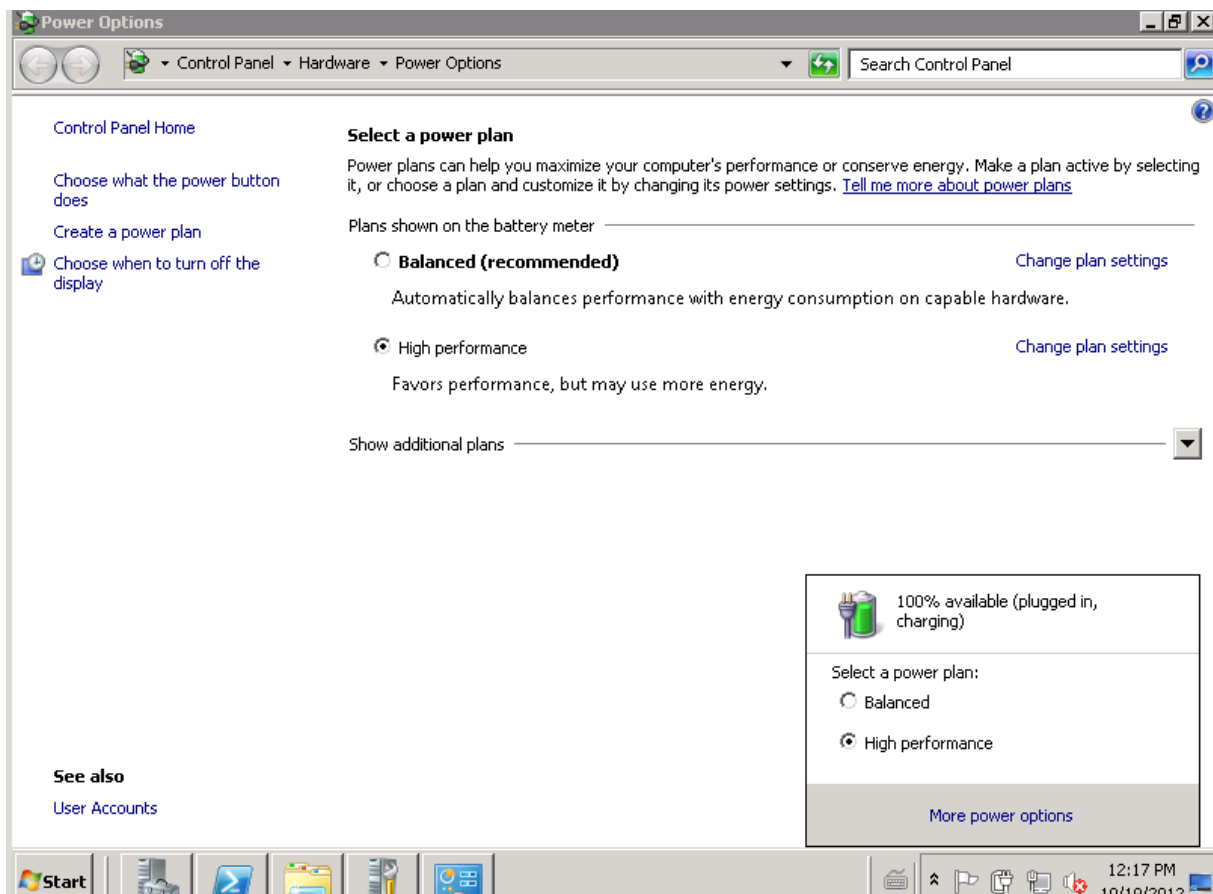 Power Options
Control Panel Hardware Power Options
Search Control Panel
Control Panel Home
Choose what the power button
does
Create a power plan
Choose when to turn off the
display
See also
User Accounts
Select a power plan
Power plans can help you maximize your computer's performance or conserve energy. Make a plan active by selecting
it, or choose a plan and customize it by changing its power settings. Tell me more about power plans
Plans shown on the battery meter
Balanced (recommended) Change plan settings
Automatically balances performance with energy consumption on capable hardware.
High performance Change plan settings
Favors performance, but may use more energy.
Show additional plans
100% available (plugged in,
charging)
Select a power plan:
Balanced
High performance
More power options
Start
12:17 PM
10/19/2012